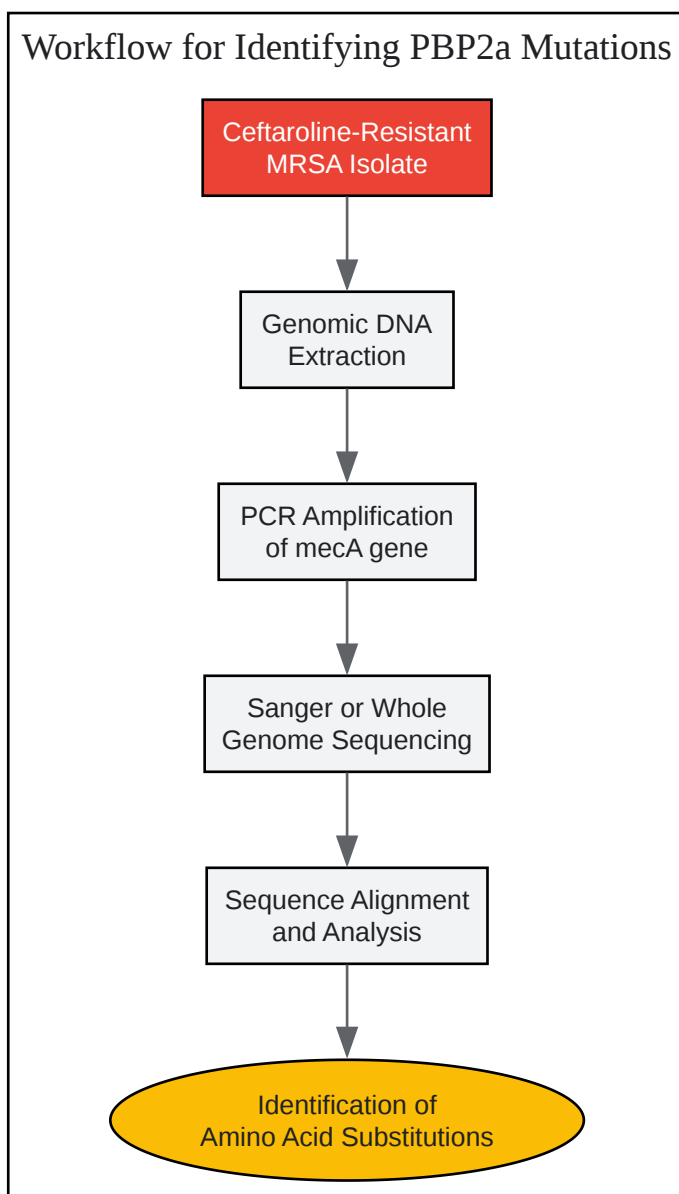 Workflow for Identifying PBP2a Mutations
Ceftaroline-Resistant
MRSA Isolate
Genomic DNA
Extraction
PCR Amplification
of mecA gene
Sanger or Whole
Genome Sequencing
Sequence Alignment
and Analysis
Identification of
Amino Acid Substitutions